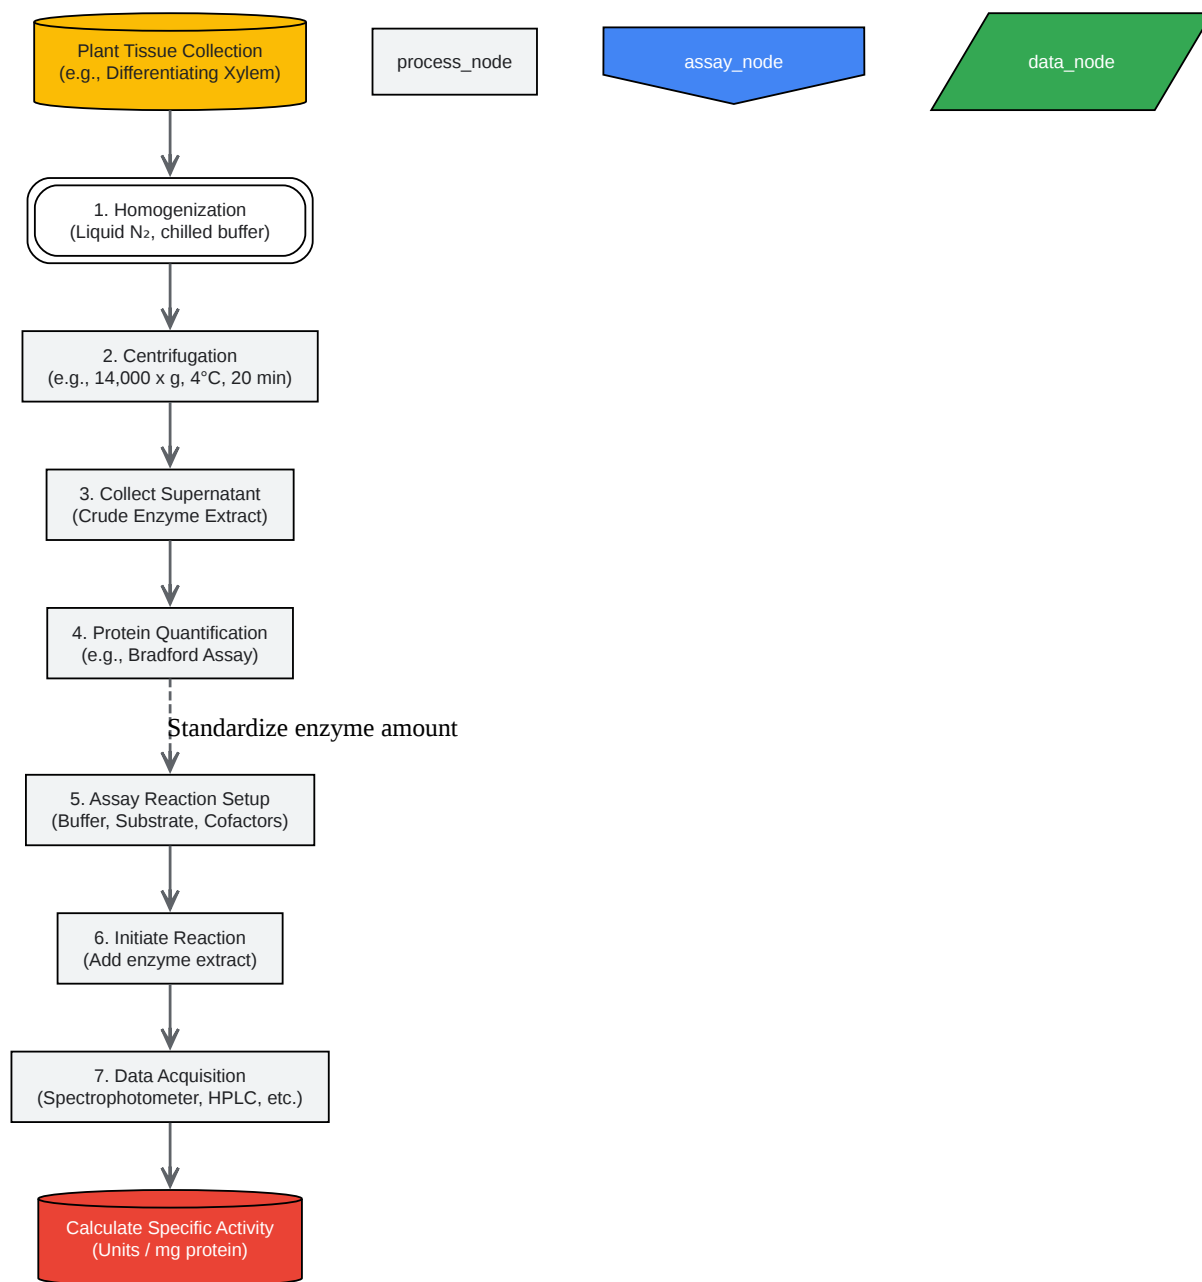 Plant Tissue Collection
(e.g., Differentiating Xylem)
process_node
assay_node
data_node
1. Homogenization
(Liquid N₂, chilled buffer)
2. Centrifugation
(e.g., 14,000 x g, 4°C, 20 min)
3. Collect Supernatant
(Crude Enzyme Extract)
4. Protein Quantification
(e.g., Bradford Assay)
Standardize enzyme amount
5. Assay Reaction Setup
(Buffer, Substrate, Cofactors)
6. Initiate Reaction
(Add enzyme extract)
7. Data Acquisition
(Spectrophotometer, HPLC, etc.)
Calculate Specific Activity
(Units / mg protein)